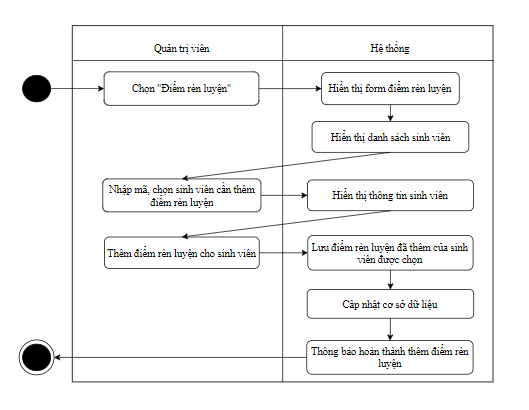 Quản trị viên
Hệ thống
Chọn "Điểm rèn luyện"
Hiển thị form điểm rèn luyện
Hiển thị danh sách sinh viên
Nhập mã, chọn sinh viên cần thêm
điểm rèn luyện
Hiển thị thông tin sinh viên
Thêm điểm rèn luyện cho sinh viên
Lưu điểm rèn luyện đã thêm của sinh
viên được chọn
Cập nhật cơ sở dữ liệu
Thông báo hoàn thành thêm điểm rèn
luyện